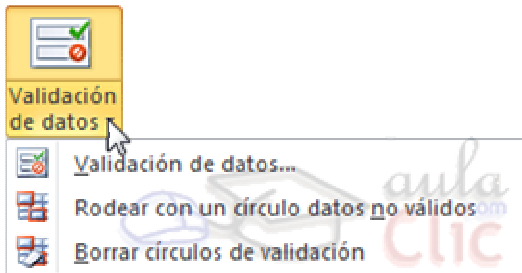 Validación
de datos
Validación de datos...
Rodear con un círculo datos no válidos
Borrar círculos de validación
aula
Clic
.com